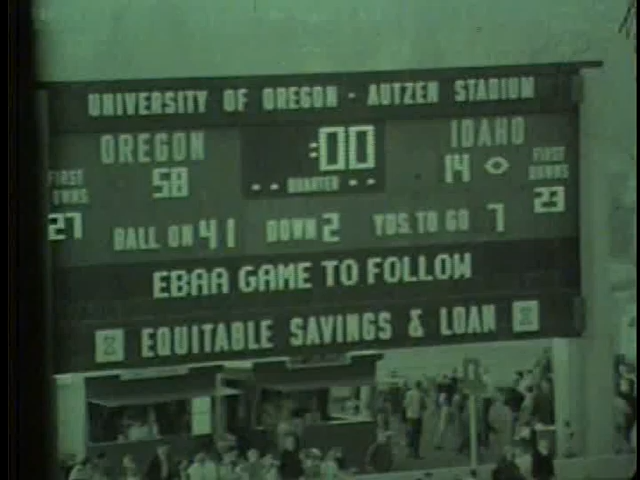 UNIVERSITY OF OREGON - AUTZEN STADIUM
OREGON :00 IDAHO
58 QUARTER 14
FIRST DOWNS 27 FIRST DOWNS 23
BALL ON 41 DOWN 2 YDS. TO GO 7
EBAA GAME TO FOLLOW
EQUITABLE SAVINGS & LOAN